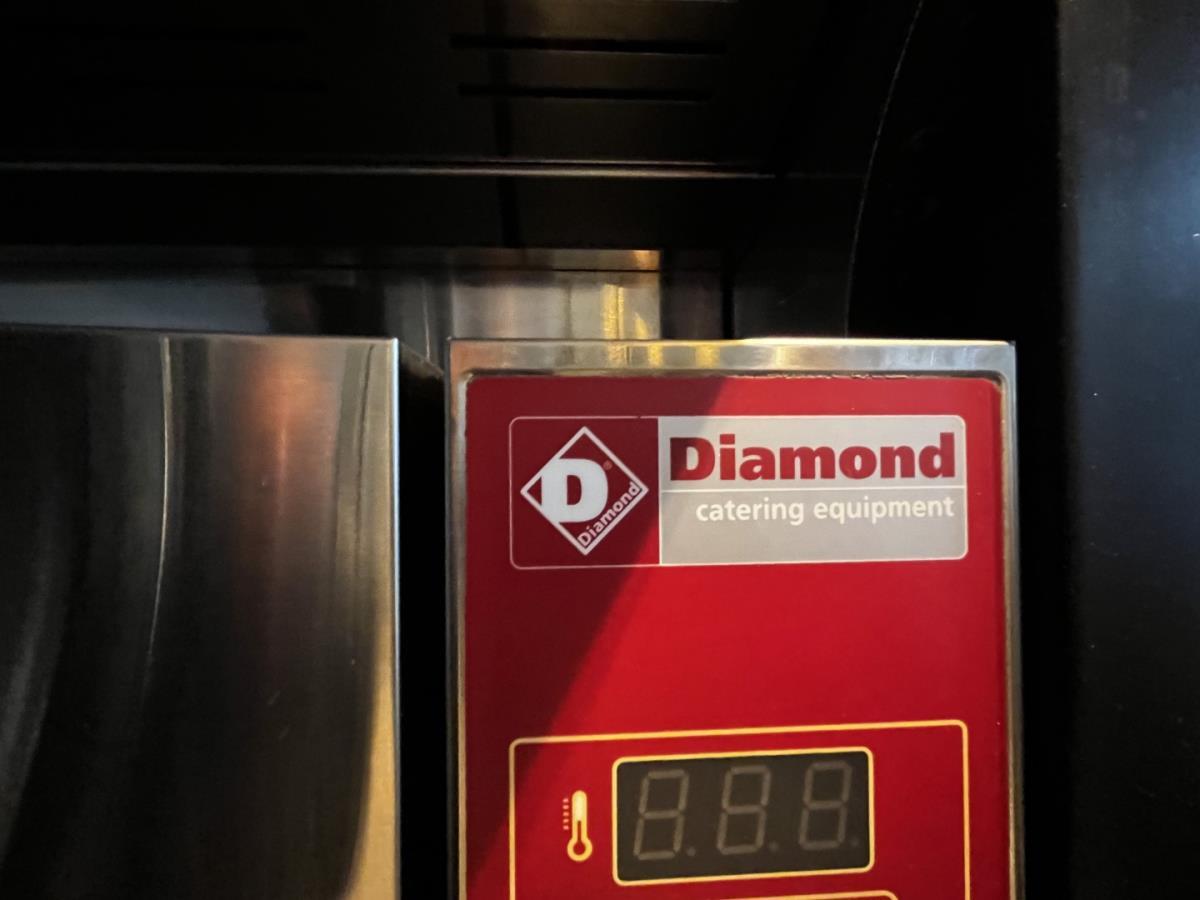 D®
Diamond
Diamond
catering equipment